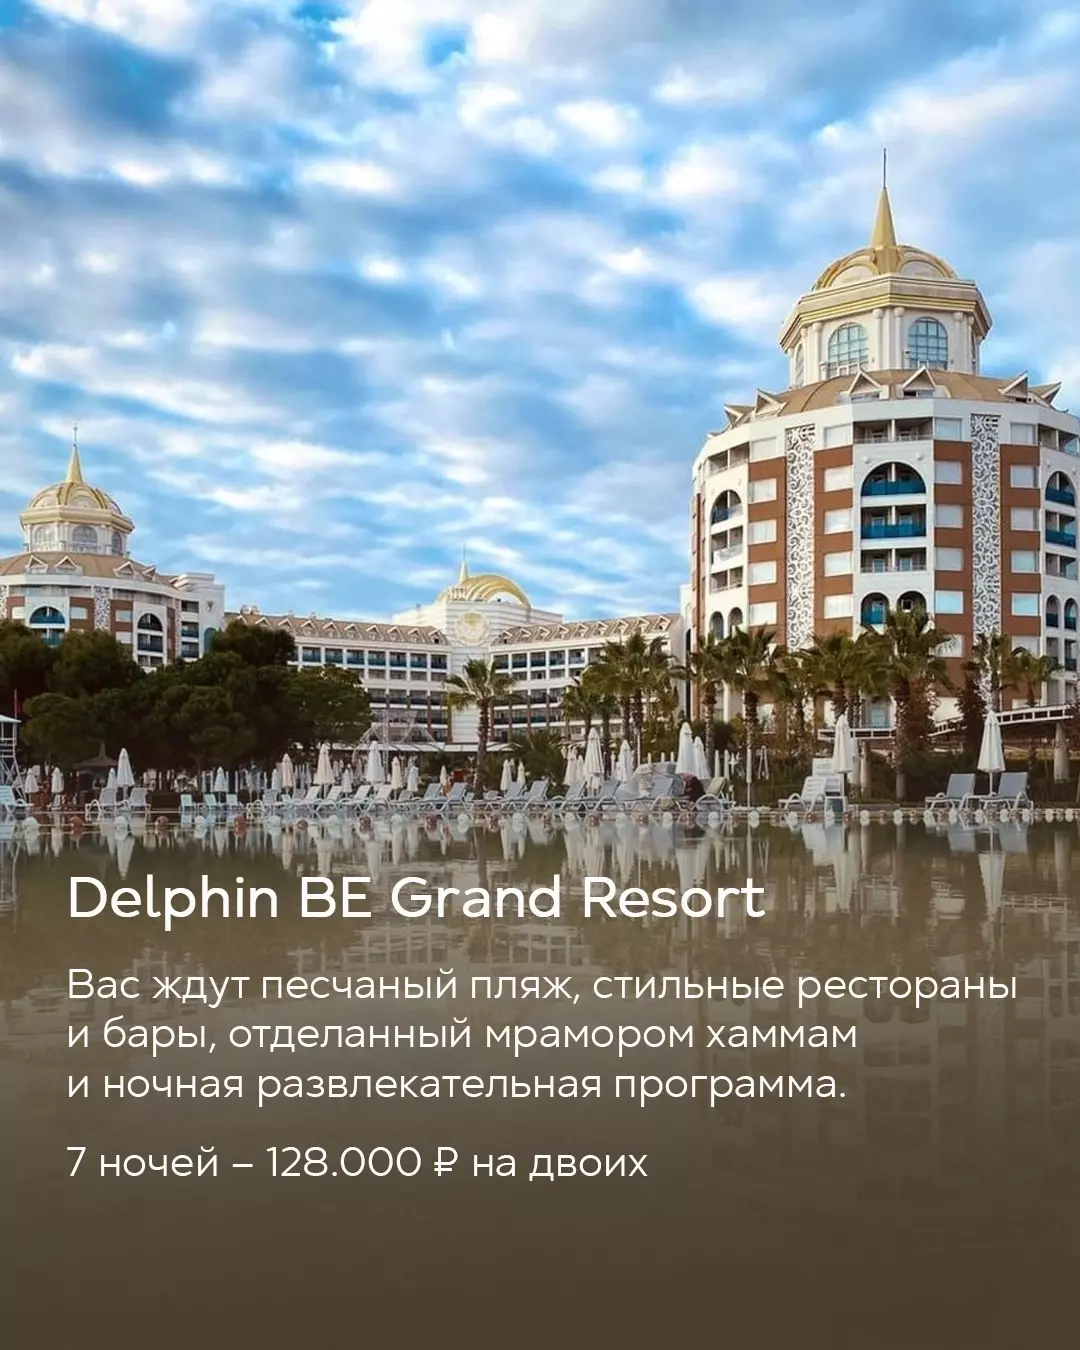 Delphin BE Grand Resort
Вас ждут песчаный пляж, стильные рестораны
и бары, отделанный мрамором хаммам
и ночная развлекательная программа.
7 ночей – 128.000 ₽ на двоих